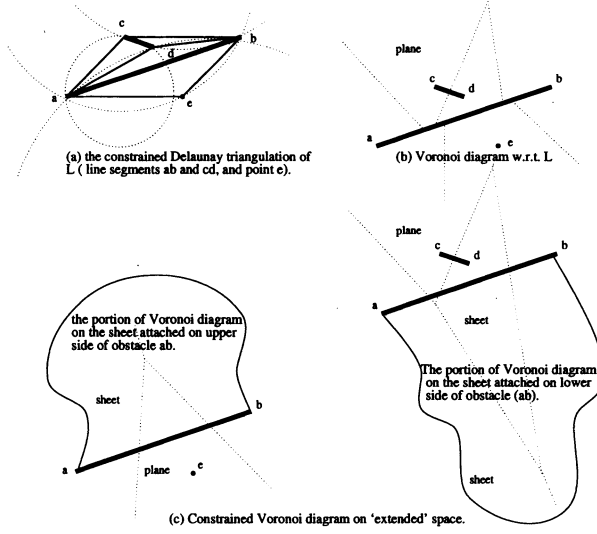 c
b
d
a
e
(a) the constrained Delaunay triangulation of
L ( line segments ab and cd, and point e).
plane
c
d
b
a
e
(b) Voronoi diagram w.r.t. L
plane
c
d
b
a
sheet
The portion of Voronoi diagram
on the sheet attached on lower
side of obstacle (ab).
sheet
the portion of Voronoi diagram
on the sheet attached on upper
side of obstacle ab.
sheet
b
a
plane
e
(c) Constrained Voronoi diagram on ‘extended’ space.